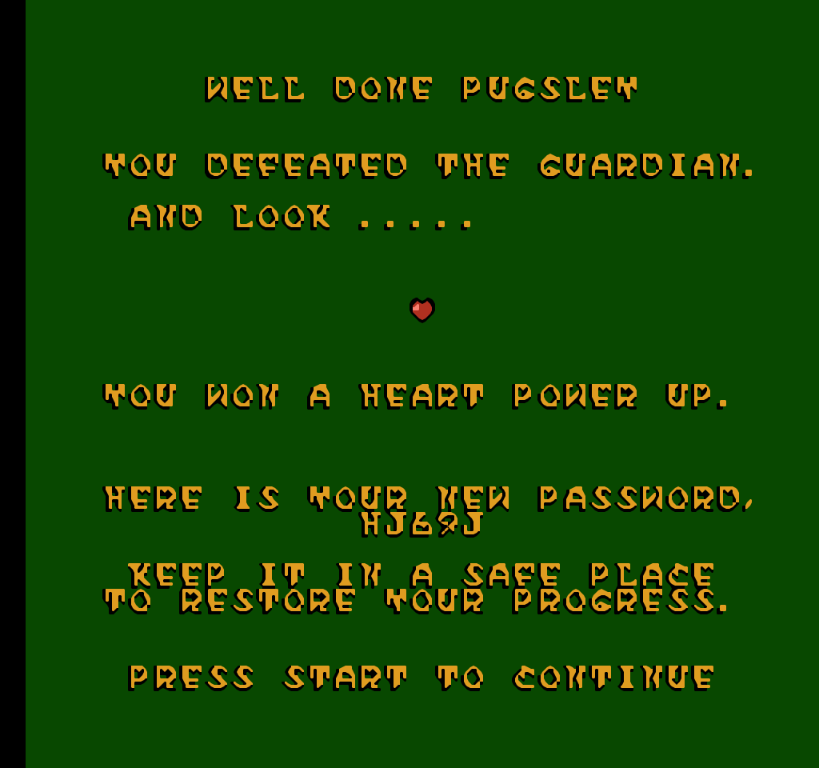 WELL DONE PUGSLEY
YOU DEFEATED THE GUARDIAN.
AND LOOK .....
YOU WON A HEART POWER UP.
HERE IS YOUR NEW PASSWORD,
KEEP IT IN A SAFE PLACE
TO RESTORE YOUR PROGRESS.
PRESS START TO CONTINUE